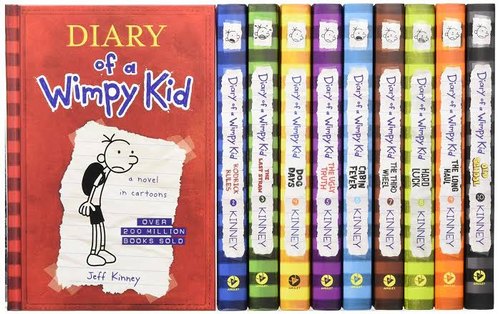 DIARY
of a
Wimpy Kid
a novel
in cartoons
OVER
200 MILLION
BOOKS SOLD
Jeff Kinney
Diary of a Wimpy Kid RODRICK RULES 2 KINNEY
Diary of a Wimpy Kid THE LAST STRAW 3 KINNEY
Diary of a Wimpy Kid DOG DAYS 4 KINNEY
Diary of a Wimpy Kid THE UGLY TRUTH 5 KINNEY
Diary of a Wimpy Kid CABIN FEVER 6 KINNEY
Diary of a Wimpy Kid THE THIRD WHEEL 7 KINNEY
Diary of a Wimpy Kid HARD LUCK 8 KINNEY
Diary of a Wimpy Kid THE LONG HAUL 9 KINNEY
Diary of a Wimpy Kid OLD SCHOOL 10 KINNEY